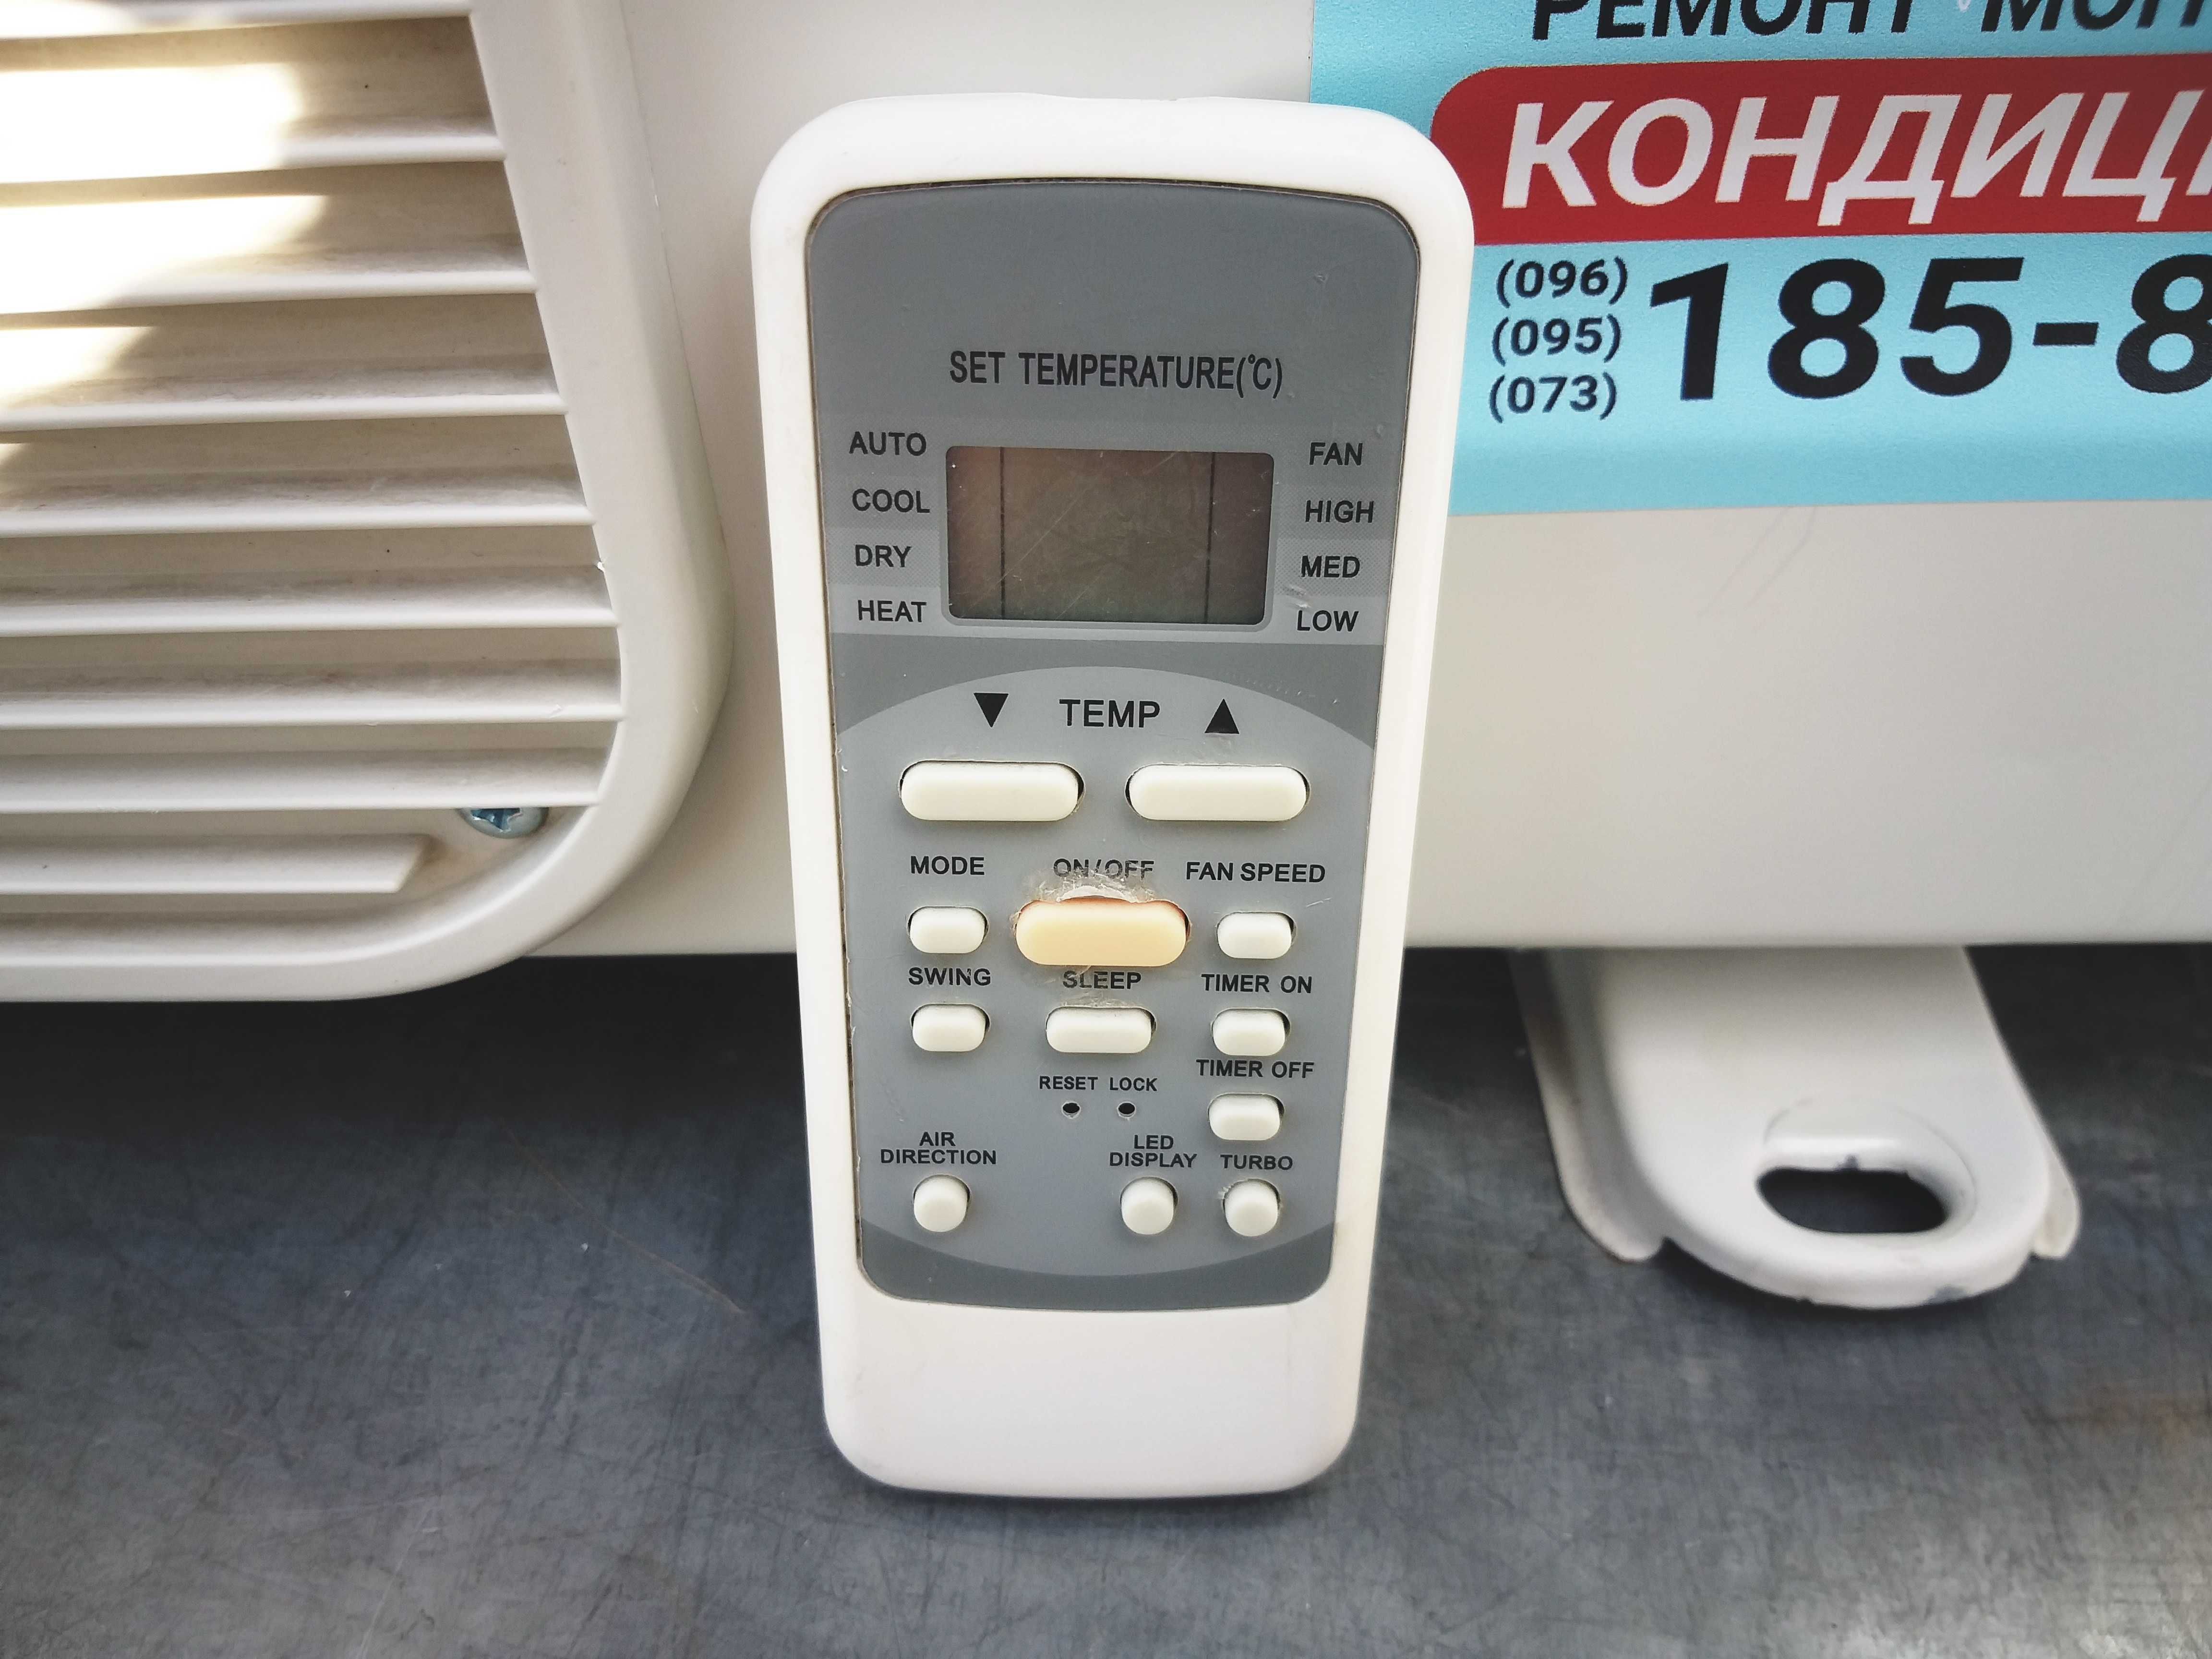 РЕМОНТ
(096)
(095) 185-8
(073)
SET TEMPERATURE(℃)
AUTO
COOL
DRY
HEAT
FAN
HIGH
MED
LOW
▼ TEMP ▲
MODE ON/OFF FAN SPEED
SWING SLEEP TIMER ON
TIMER OFF
RESET LOCK
AIR
DIRECTION
LED
DISPLAY
TURBO